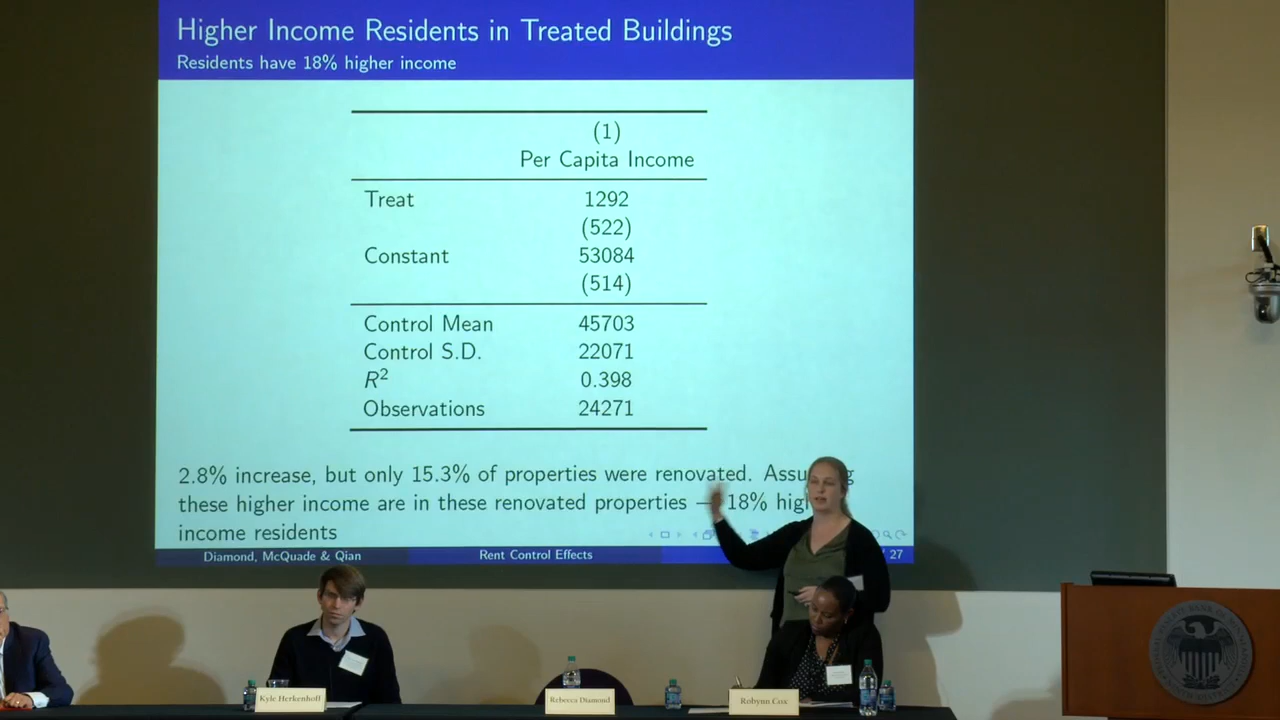 Higher Income Residents in Treated Buildings
Residents have 18% higher income
(1)
Per Capita Income
Treat 1292
(522)
Constant 53084
(514)
Control Mean 45703
Control S.D. 22071
R² 0.398
Observations 24271
2.8% increase, but only 15.3% of properties were renovated.
these higher income are in these renovated properties 18%
income residents
Diamond, McQuade & Qian Rent Control Effects 27
Kyle Herkenhoff
Rebecca Diamond
Robynn Cox